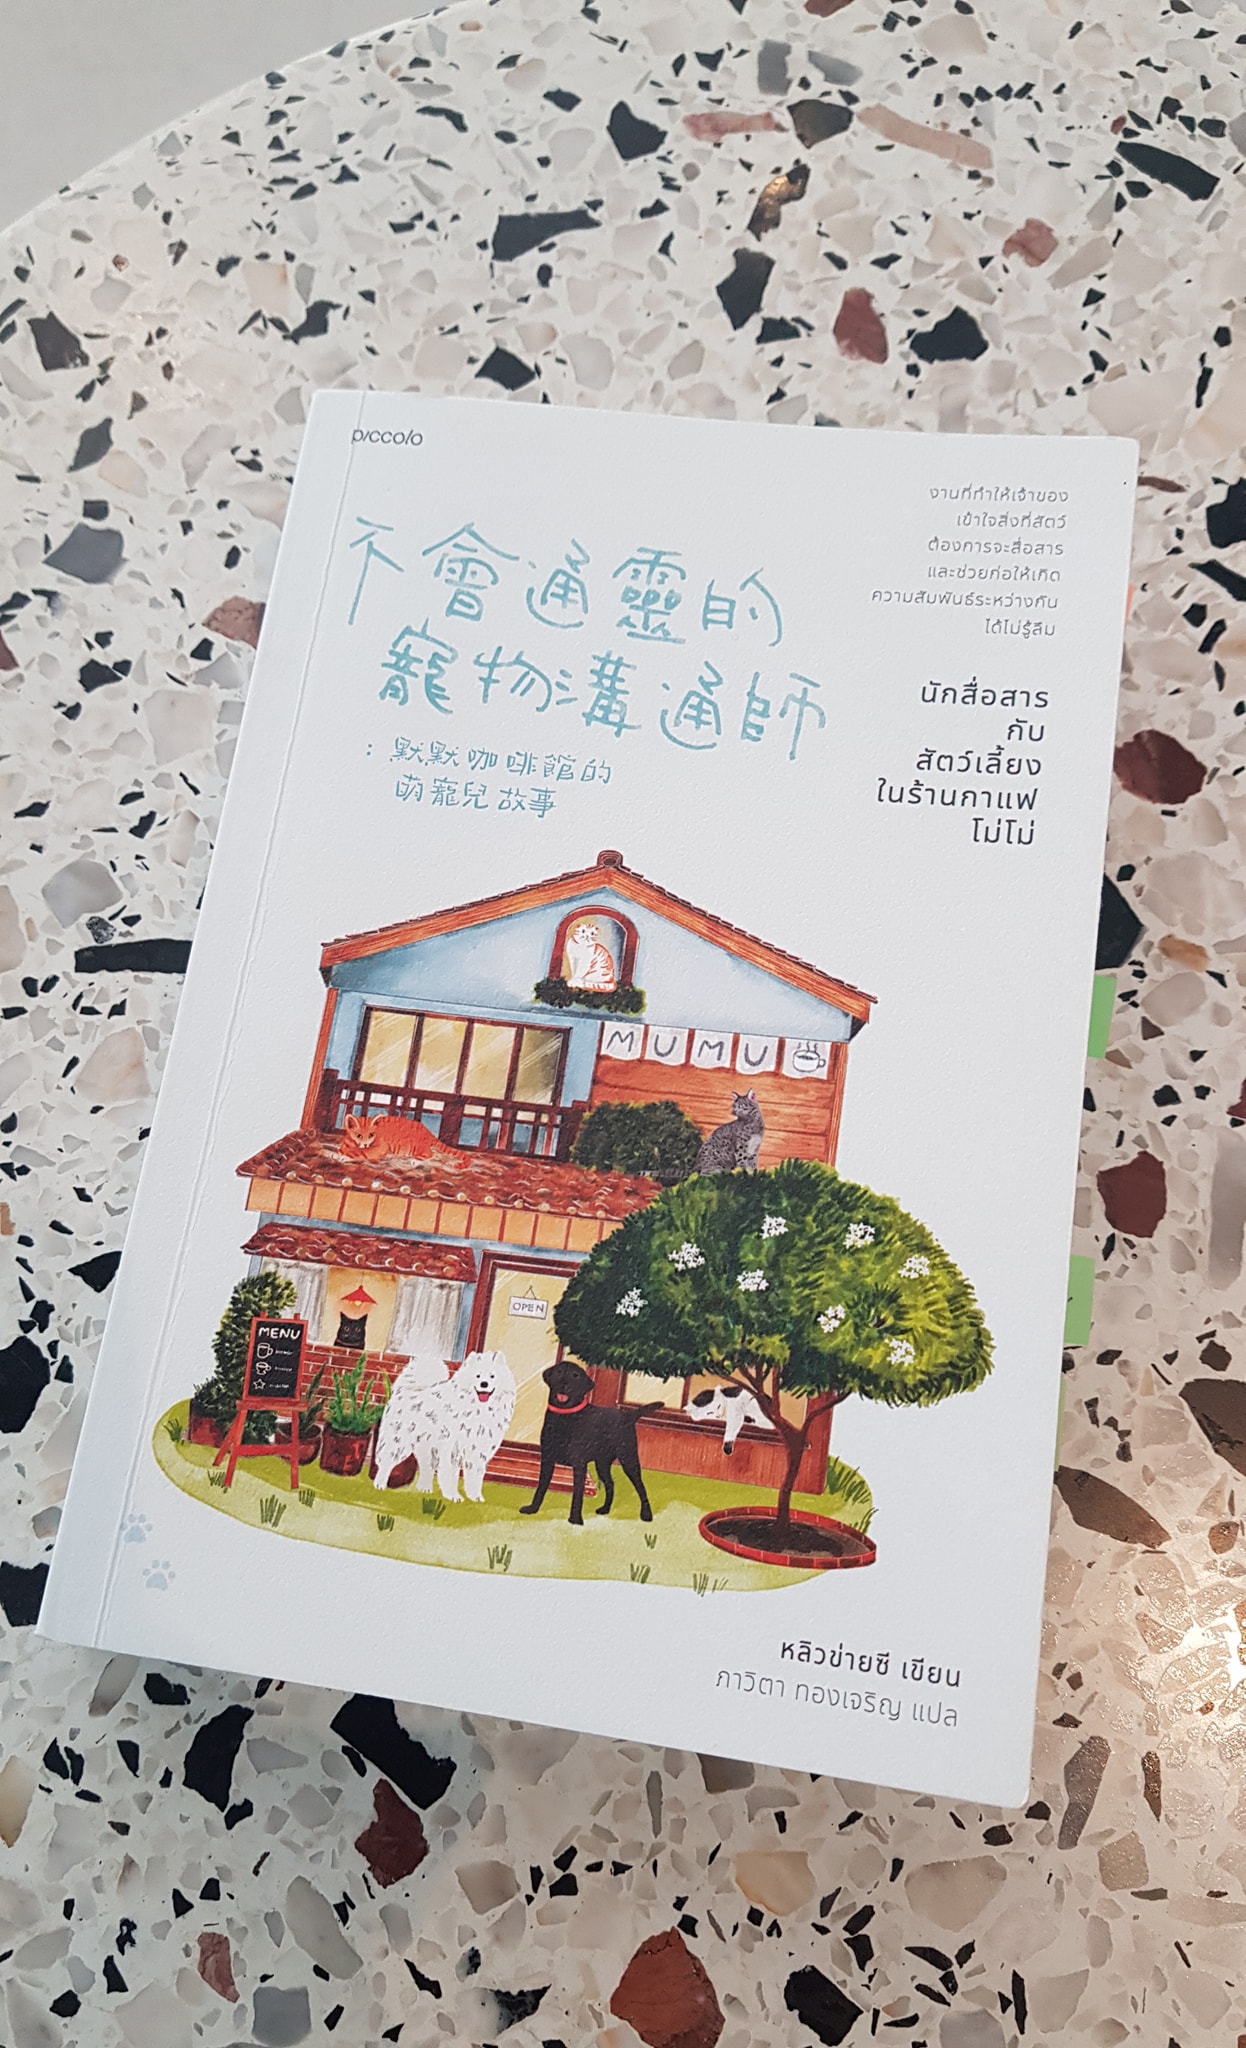 piccolo
不會通靈的
寵物溝通師
：默默咖啡館的
萌寵兒故事
งานที่ทำให้เจ้าของ
เข้าใจสิ่งที่สัตว์
ต้องการจะสื่อสาร
และช่วยก่อให้เกิด
ความสัมพันธ์ระหว่างกัน
ได้ไม่รู้ลืม
นักสื่อสาร
กับ
สัตว์เลี้ยง
ในร้านกาแฟ
โม่โม่
MUMU
OPEN
MENU
หลิวข่ายซี เขียน
ภาวิตา ทองเจริญ แปล